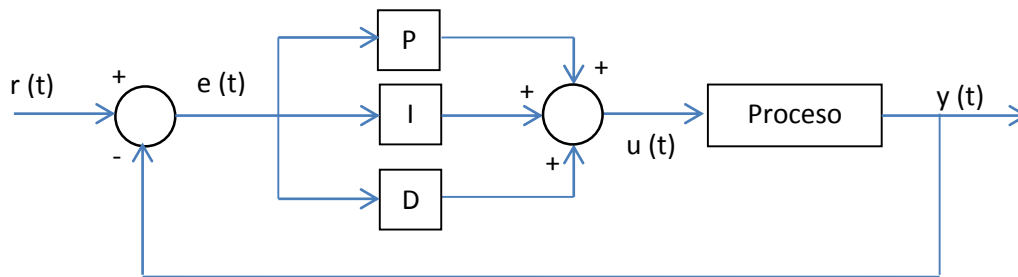 P
+
+
r (t)
e (t)
+
I
Proceso
y (t)
u (t)
-
+
D